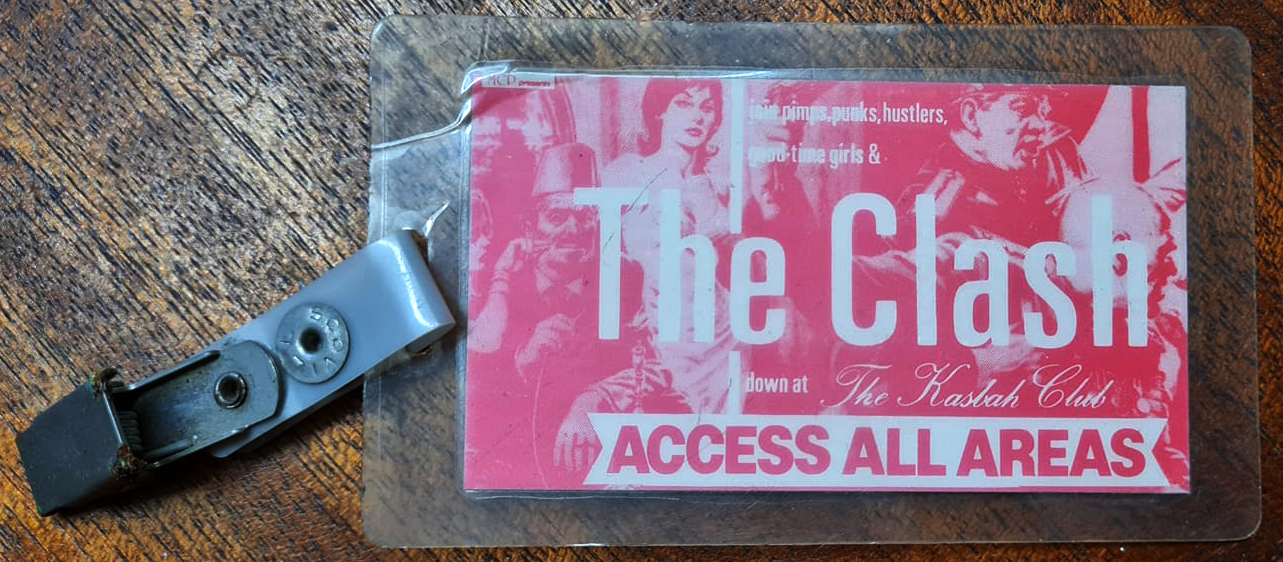 MCP presents
join pimps, punks, hustlers,
good-time girls &
The Clash
down at The Kasbah Club
ACCESS ALL AREAS